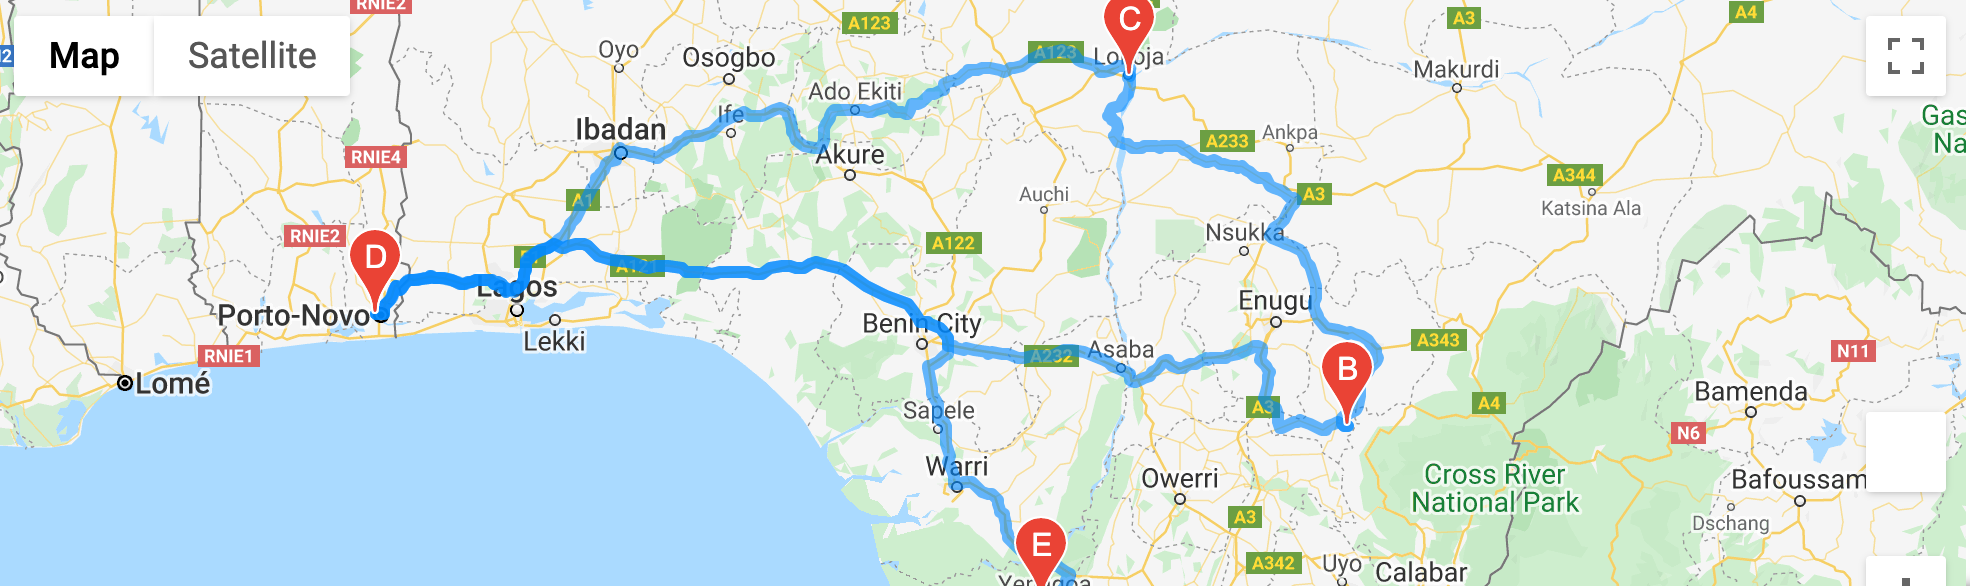 RNIE2
A3
A4
A123
C
Map
Satellite
Oyo
Osogbo
A123
Lokoja
Makurdi
Ado Ekiti
Ife
Ibadan
Akure
A233
Ankpa
RNIE4
A1
Auchi
A3
A344
Katsina Ala
RNIE2
D
A122
Nsukka
A121
Lagos
Porto-Novo
Lekki
Benin City
Enugu
RNIE1
A232
Asaba
A343
N11
B
Lomé
Sapele
A3
A4
Bamenda
N6
Warri
Owerri
Cross River
National Park
Bafoussam
Dschang
A3
E
Yenagoa
A342
Uyo
Calabar